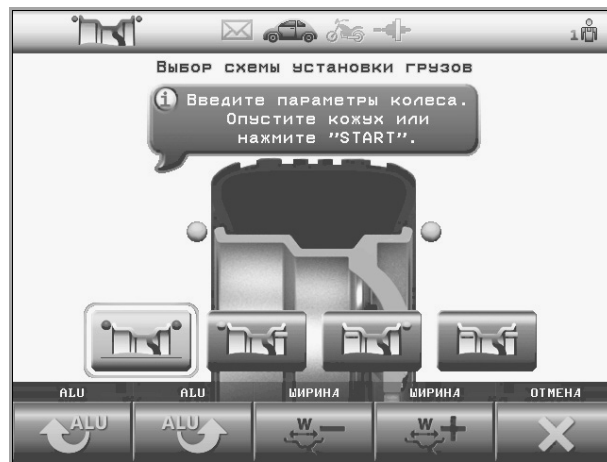 1
Выбор схемы установки грузов
i Введите параметры колеса.
Опустите кожух или
нажмите "START".
ALU ALU ШИРИНА ШИРИНА ОТМЕНА
ALU ALU W W